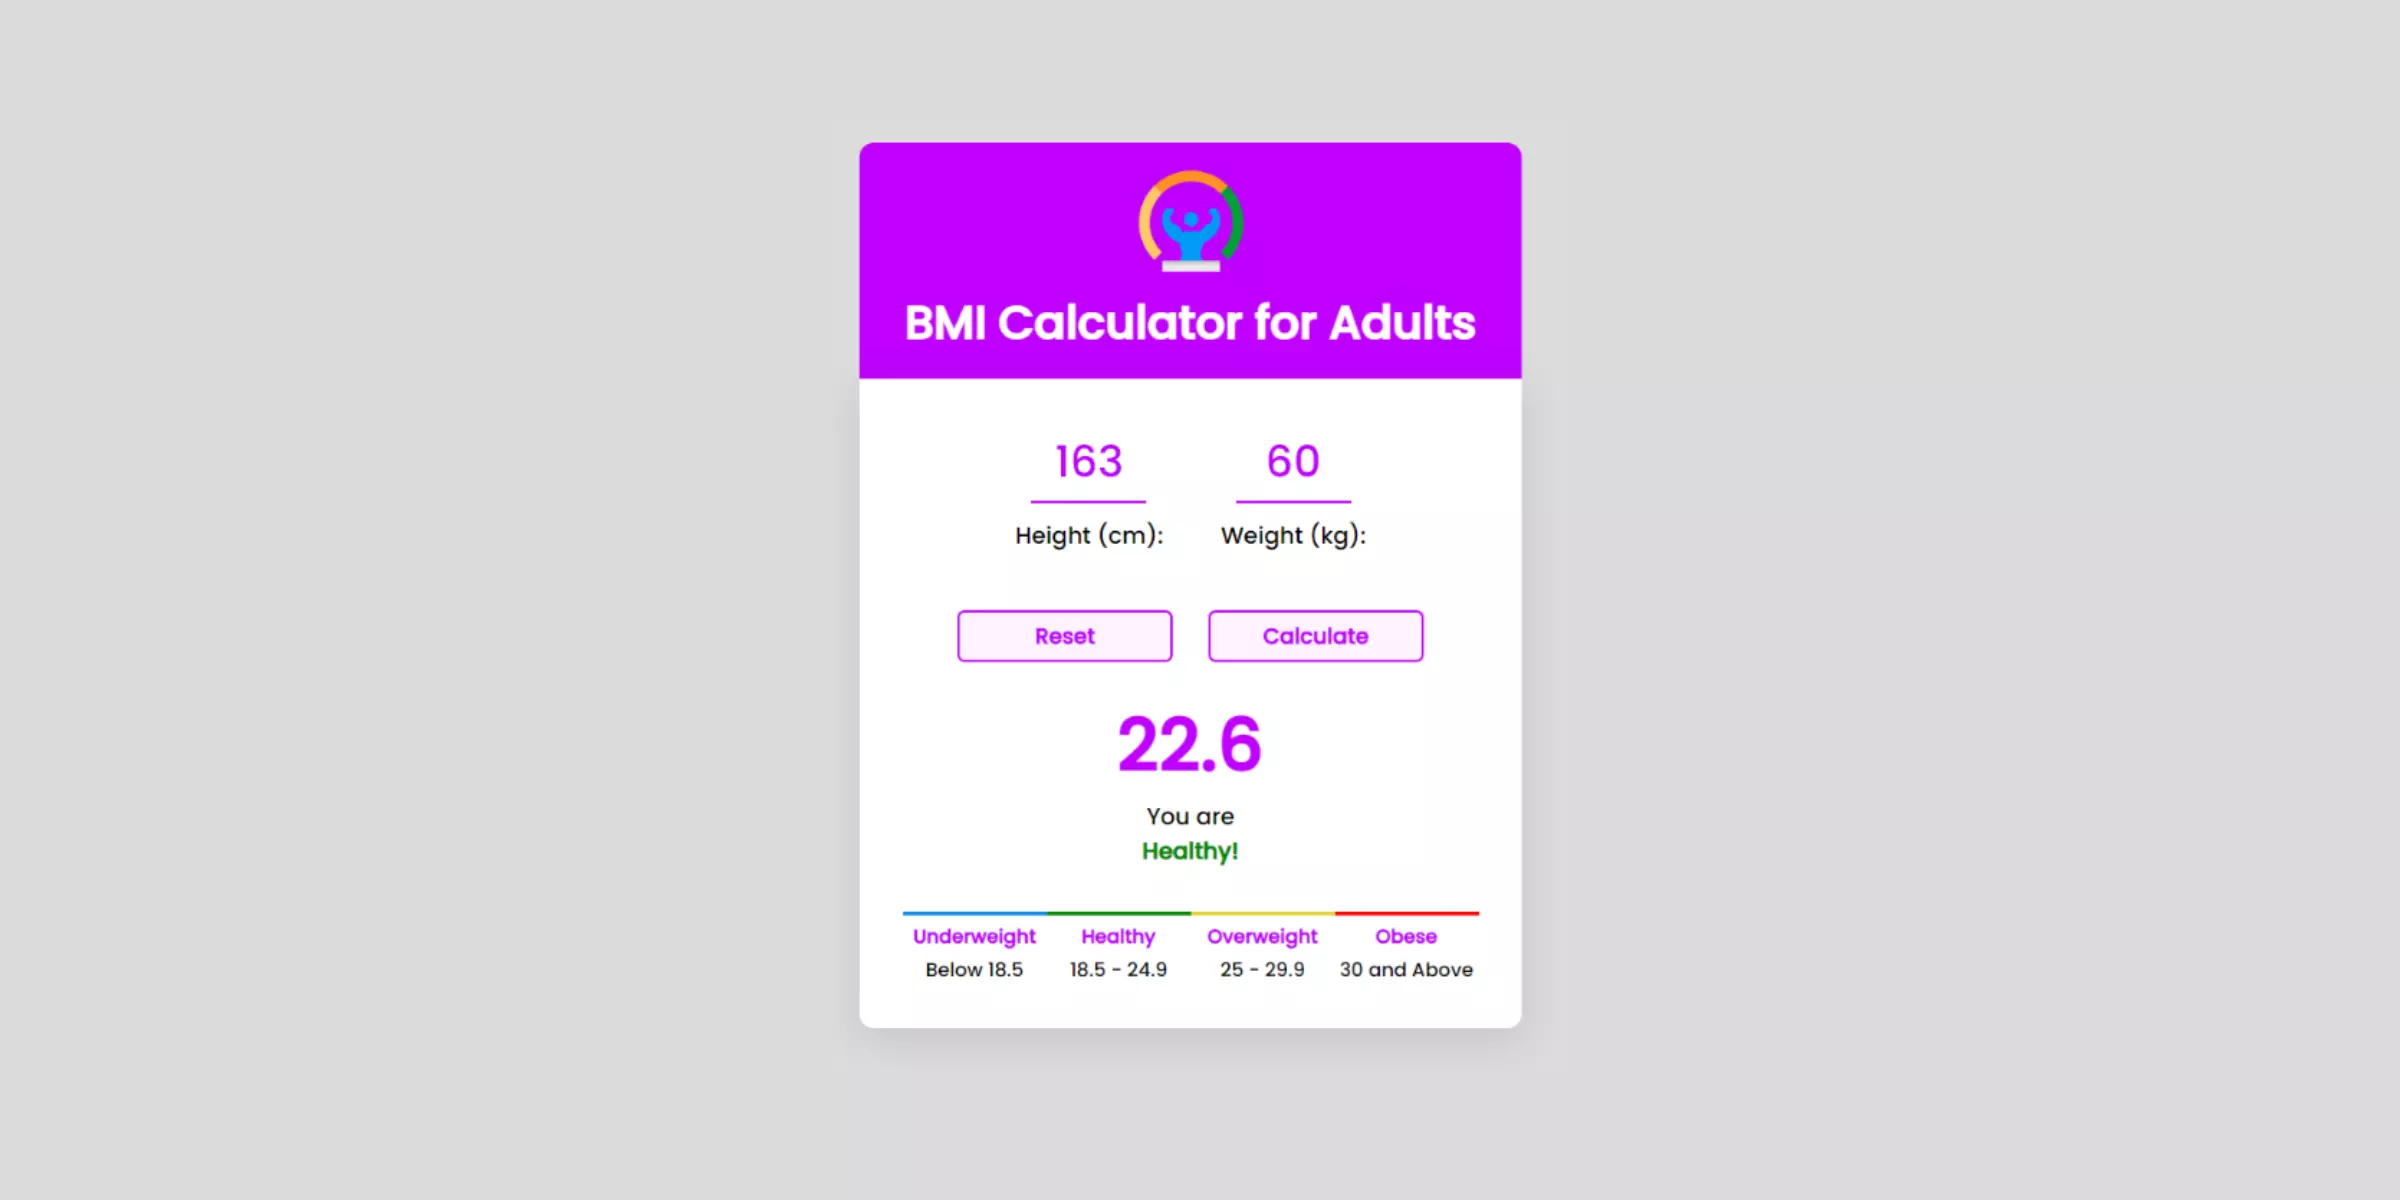 BMI Calculator for Adults
163 60
Height (cm): Weight (kg):
Reset Calculate
22.6
You are
Healthy!
Underweight Healthy Overweight Obese
Below 18.5 18.5 - 24.9 25 - 29.9 30 and Above